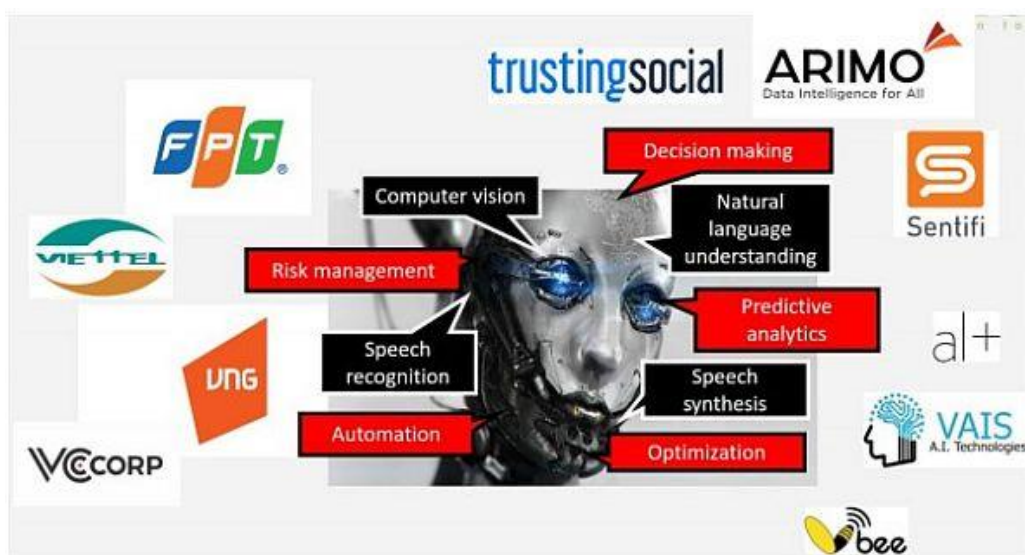 trustingsocial
ARIMO
Data Intelligence for All
FPT
®
Decision making
Computer vision
Natural
language
understanding
Sentifi
VIETTEL
Risk management
Predictive
analytics
Speech
recognition
Speech
synthesis
al+
VNG
Automation
Optimization
VAIS
A.I. Technologies
VCCORP
Vbee